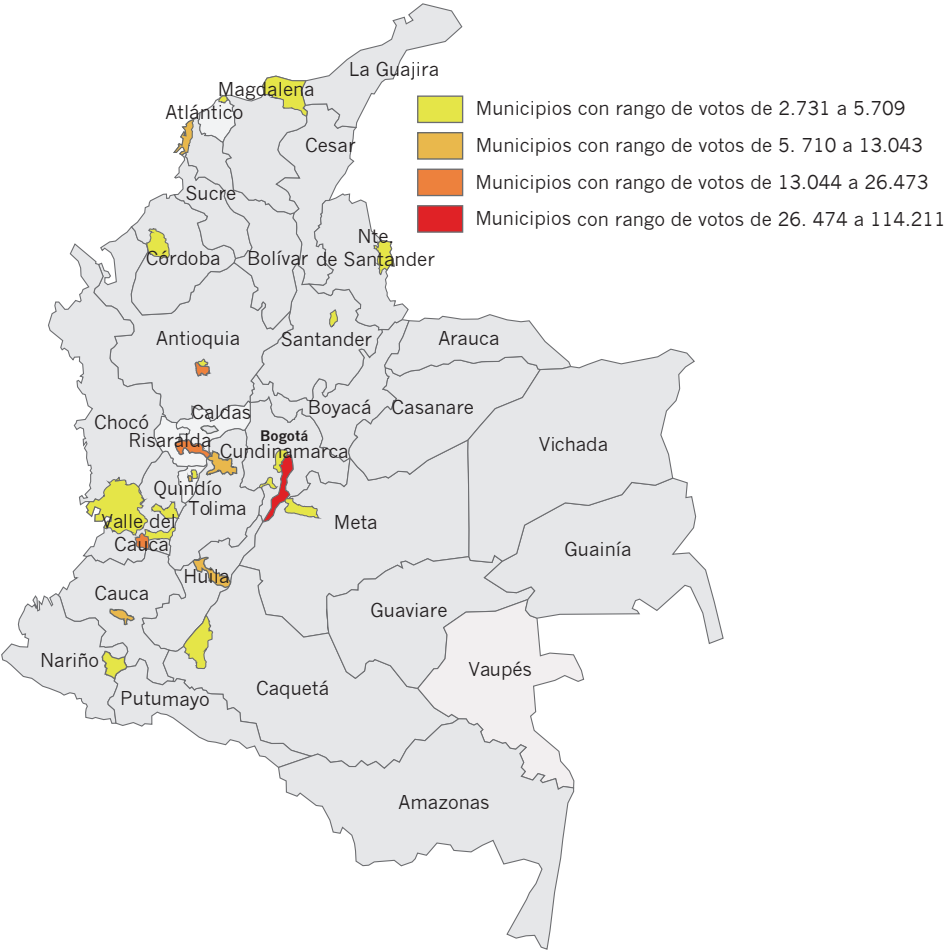 La Guajira
Magdalena
Atlántico
Municipios con rango de votos de 2.731 a 5.709
Municipios con rango de votos de 5. 710 a 13.043
Municipios con rango de votos de 13.044 a 26.473
Municipios con rango de votos de 26. 474 a 114.211
Cesar
Sucre
Nte.
de Santander
Córdoba
Bolívar
Antioquia
Santander
Arauca
Caldas
Boyacá
Casanare
Chocó
Risaralda
Bogotá
Cundinamarca
Vichada
Quindío
Tolima
Valle del
Cauca
Meta
Guainía
Huila
Cauca
Guaviare
Nariño
Vaupés
Caquetá
Putumayo
Amazonas